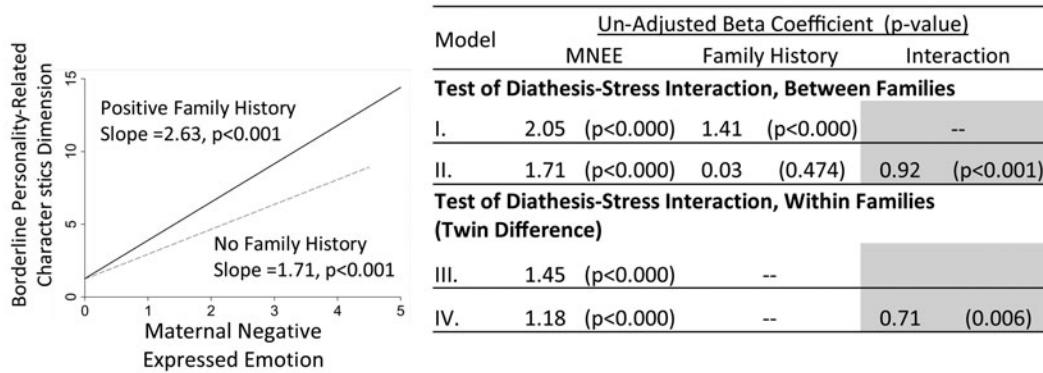 Borderline Personality-Related
Character stics Dimension
15
10
5
0
Positive Family History
Slope =2.63, p<0.001
No Family History
Slope =1.71, p<0.001
0 1 2 3 4 5
Maternal Negative
Expressed Emotion
Model
Un-Adjusted Beta Coefficient (p-value)
MNEE Family History Interaction
Test of Diathesis-Stress Interaction, Between Families
I. 2.05 (p<0.000) 1.41 (p<0.000) --
II. 1.71 (p<0.000) 0.03 (0.474) 0.92 (p<0.001)
Test of Diathesis-Stress Interaction, Within Families
(Twin Difference)
III. 1.45 (p<0.000) --
IV. 1.18 (p<0.000) -- 0.71 (0.006)